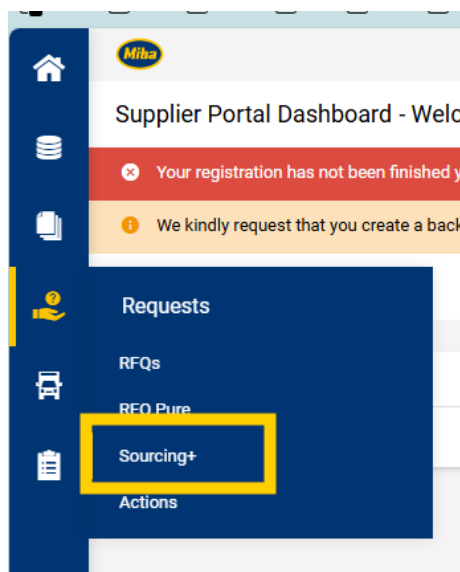 Miba
Supplier Portal Dashboard - Welc
Your registration has not been finished y
We kindly request that you create a back
Requests
RFQs
RFQ Pure
Sourcing+
Actions